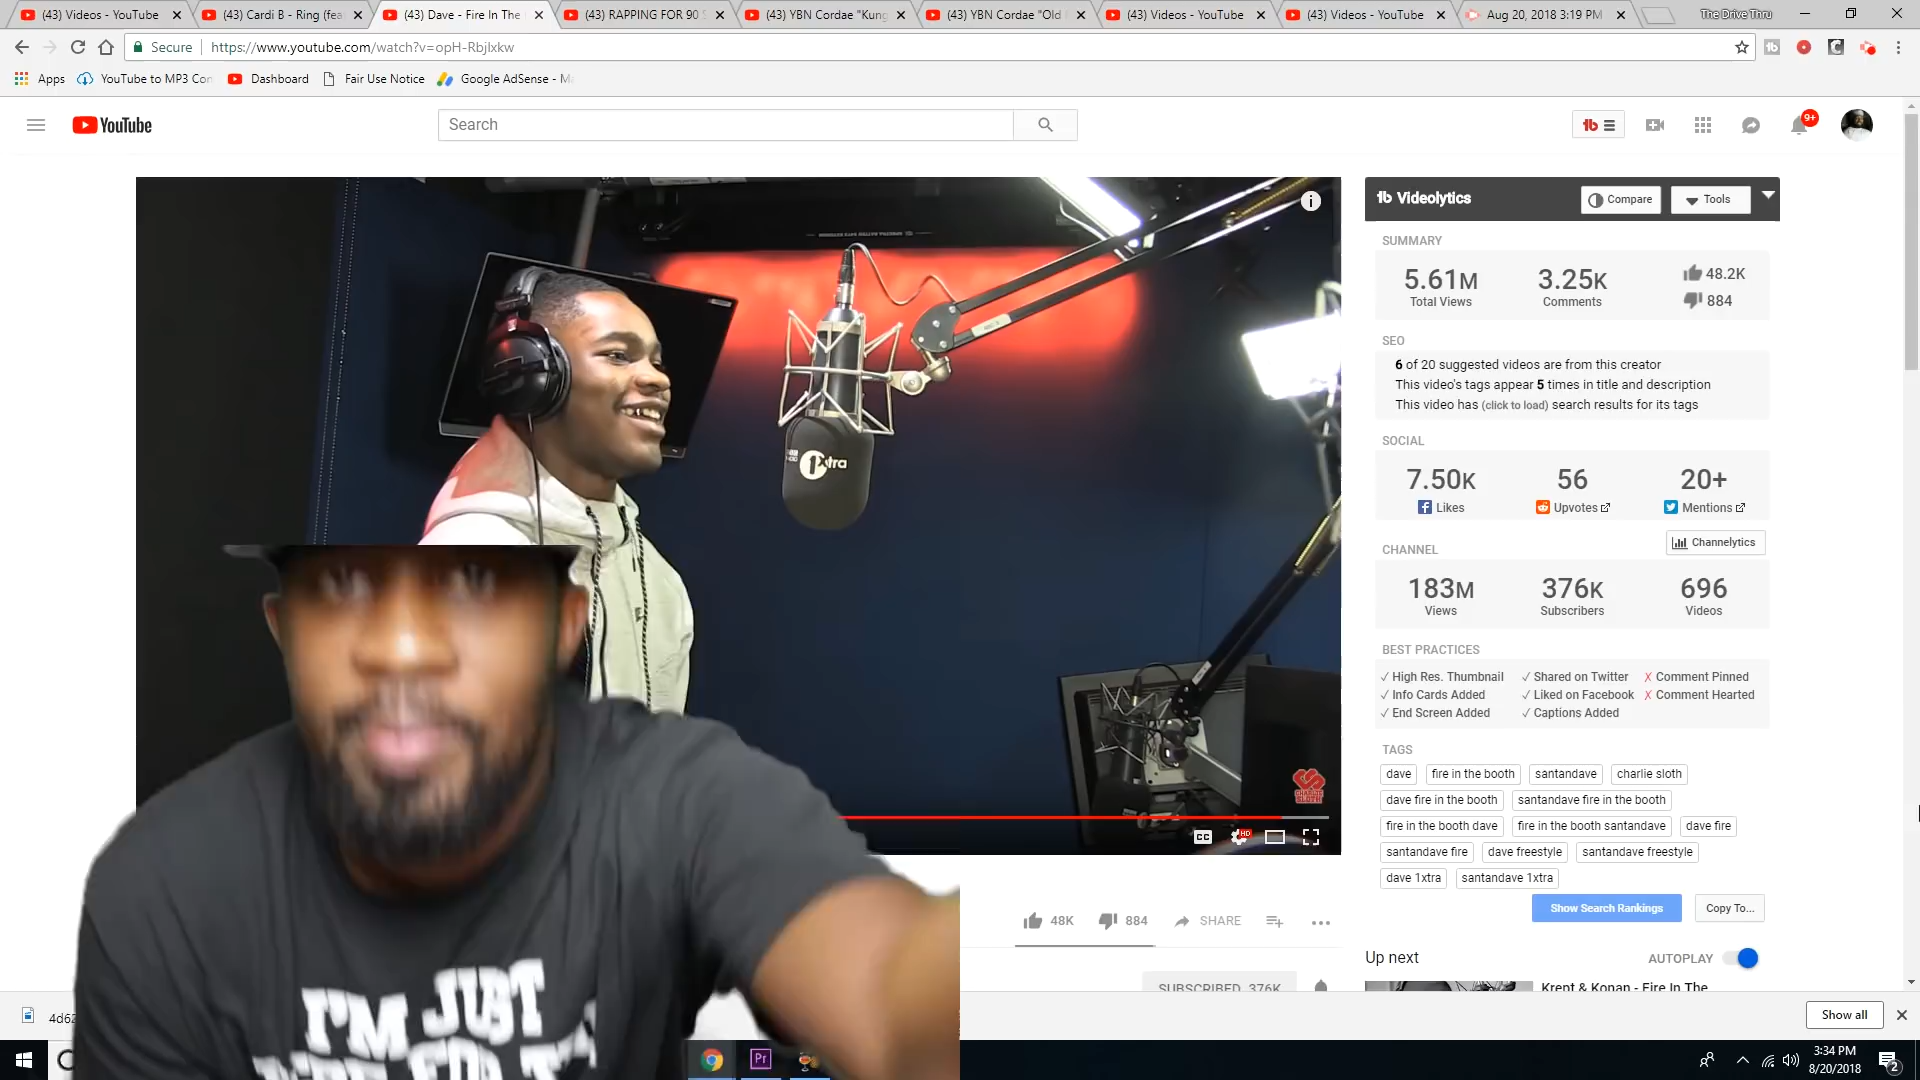 (43) Videos - YouTube
(43) Cardi B - Ring (fea
(43) Dave - Fire In The
(43) RAPPING FOR 90 S
(43) YBN Cordae "Kung
(43) YBN Cordae "Old
(43) Videos - YouTube
(43) Videos - YouTube
Aug 20, 2018 3:19 PM
The Drive Thru
Secure
https://www.youtube.com/watch?v=opH-Rbjlxkw
Apps
YouTube to MP3 Con
Dashboard
Fair Use Notice
Google AdSense - Ma
YouTube
Search
tb
9+
tb Videolytics
Compare
Tools
SUMMARY
5.61M
Total Views
3.25K
Comments
48.2K
884
SEO
6 of 20 suggested videos are from this creator
This video's tags appear 5 times in title and description
This video has (click to load) search results for its tags
SOCIAL
7.50K
Likes
56
Upvotes
20+
Mentions
CHANNEL
Channelytics
183M
Views
376K
Subscribers
696
Videos
BEST PRACTICES
✓ High Res. Thumbnail
✓ Shared on Twitter
X Comment Pinned
✓ Info Cards Added
✓ Liked on Facebook
X Comment Hearted
✓ End Screen Added
✓ Captions Added
TAGS
dave
fire in the booth
santandave
charlie sloth
dave fire in the booth
santandave fire in the booth
fire in the booth dave
fire in the booth santandave
dave fire
santandave fire
dave freestyle
santandave freestyle
dave 1xtra
santandave 1xtra
Show Search Rankings
Copy To...
Up next
AUTOPLAY
Krept & Konan - Fire In The
1Xtra
CHARLIE
SLOTH
CC
HD
48K
884
SHARE
SUBSCRIBED 376K
I'M JUST
4d62
Show all
Pr
3:34 PM
8/20/2018
2